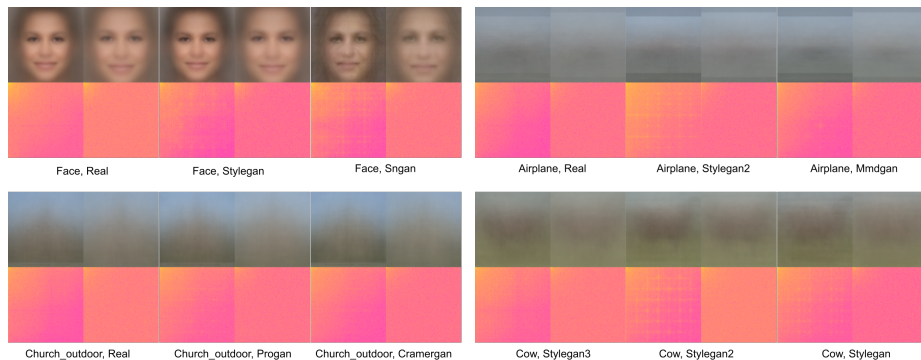 Face, Real
Face, Stylegan
Face, Sngan
Airplane, Real
Airplane, Stylegan2
Airplane, Mmdgan
Church_outdoor, Real
Church_outdoor, Progan
Church_outdoor, Cramergan
Cow, Stylegan3
Cow, Stylegan2
Cow, Stylegan